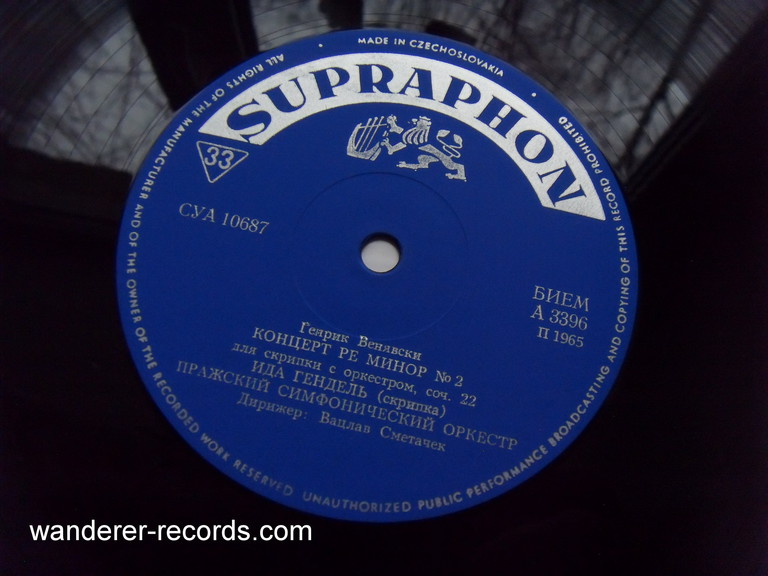 MADE IN CZECHOSLOVAKIA
SUPRAPHON
33
СУА 10687
БИЕМ
А 3396
П 1965
Генрик Венявски
КОНЦЕРТ РЕ МИНОР № 2
для скрипки с оркестром, соч. 22
ИДА ГЕНДЕЛЬ (скрипка)
ПРАЖСКИЙ СИМФОНИЧЕСКИЙ ОРКЕСТР
Дирижер: Вацлав Сметачек
ALL RIGHTS OF THE MANUFACTURER AND OF THE OWNER OF THE RECORDED WORK RESERVED UNAUTHORIZED PUBLIC PERFORMANCE BROADCASTING AND COPYING OF THIS RECORD PROHIBITED
wanderer-records.com